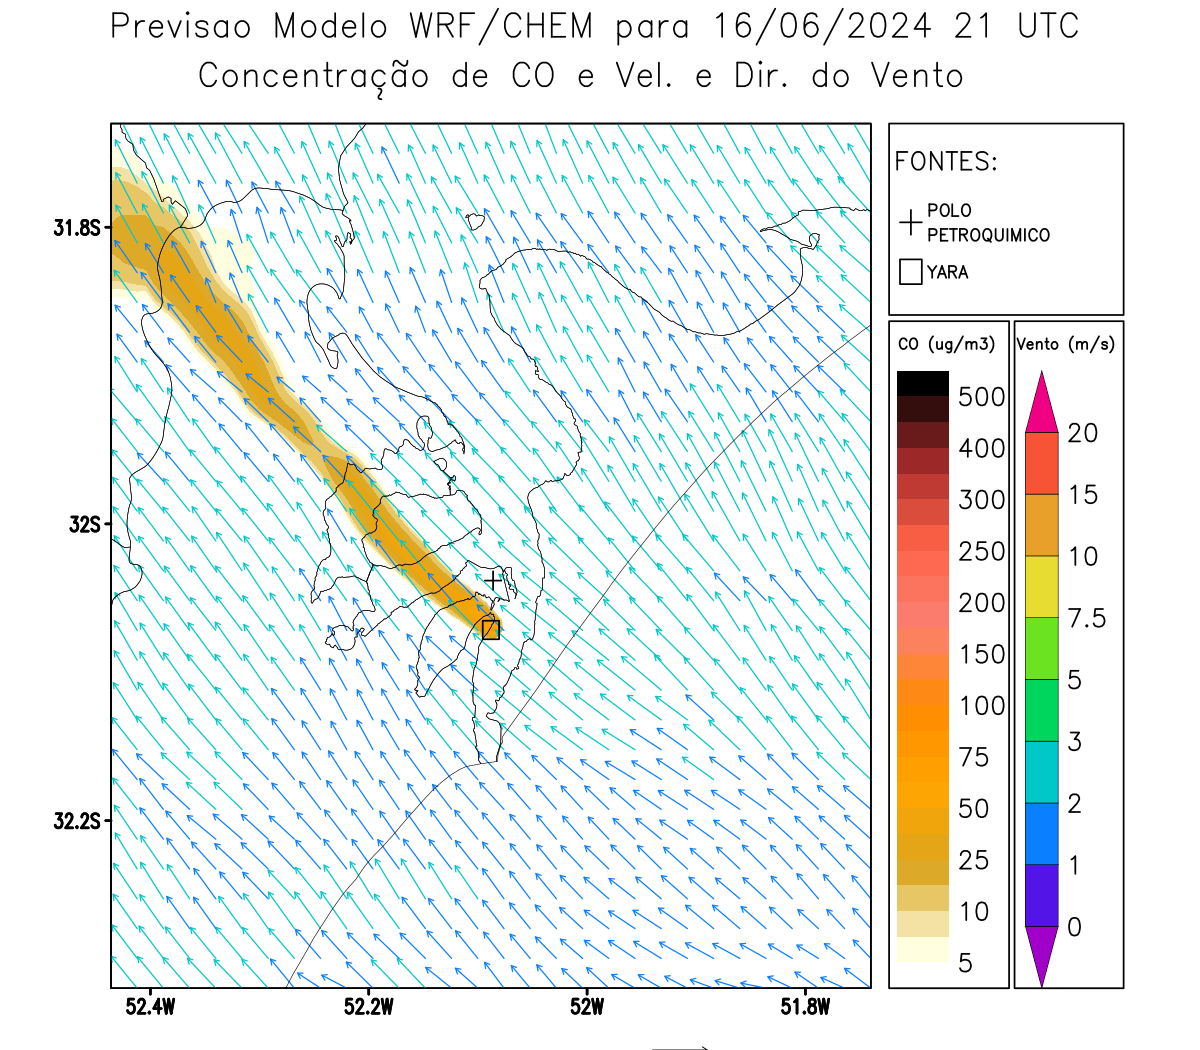 Previsao Modelo WRF/CHEM para 16/06/2024 21 UTC
Concentração de CO e Vel. e Dir. do Vento
FONTES:
POLO
PETROQUIMICO
YARA
CO (ug/m3)
500
400
300
250
200
150
100
75
50
25
10
5
Vento (m/s)
20
15
10
7.5
5
3
2
1
0
31.8S
32S
32.2S
52.4W
52.2W
52W
51.8W